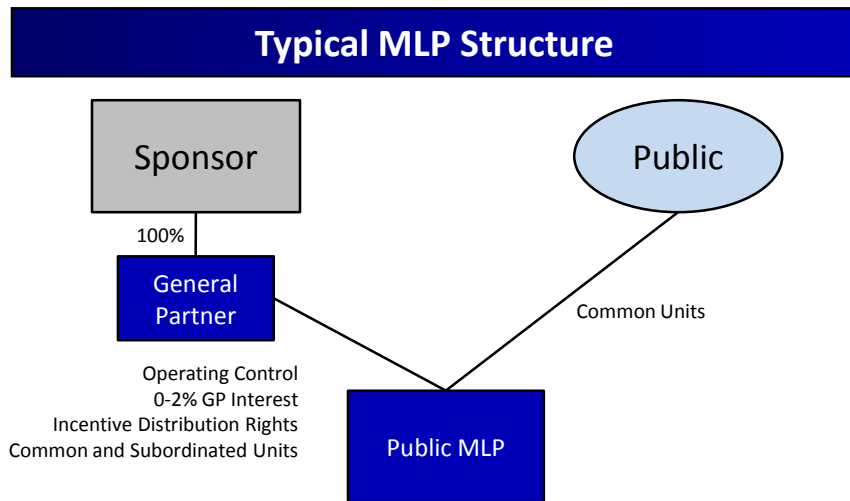 Typical MLP Structure
Sponsor
Public
100%
General
Partner
Common Units
Operating Control
0-2% GP Interest
Incentive Distribution Rights
Common and Subordinated Units
Public MLP